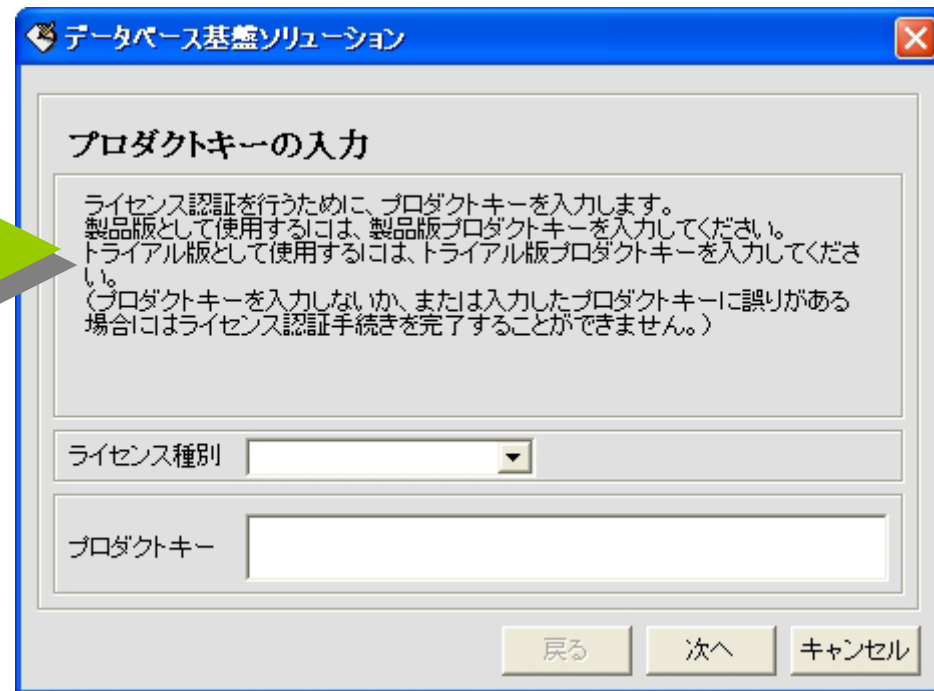 データベース基盤ソリューション
プロダクトキーの入力
ライセンス認証を行うために、プロダクトキーを入力します。
製品版として使用するには、製品版プロダクトキーを入力してください。
トライアル版として使用するには、トライアル版プロダクトキーを入力してくださ
い。
(プロダクトキーを入力しないか、または入力したプロダクトキーに誤りがある
場合にはライセンス認証手続きを完了することができません。)
ライセンス種別
プロダクトキー
戻る 次へ キャンセル